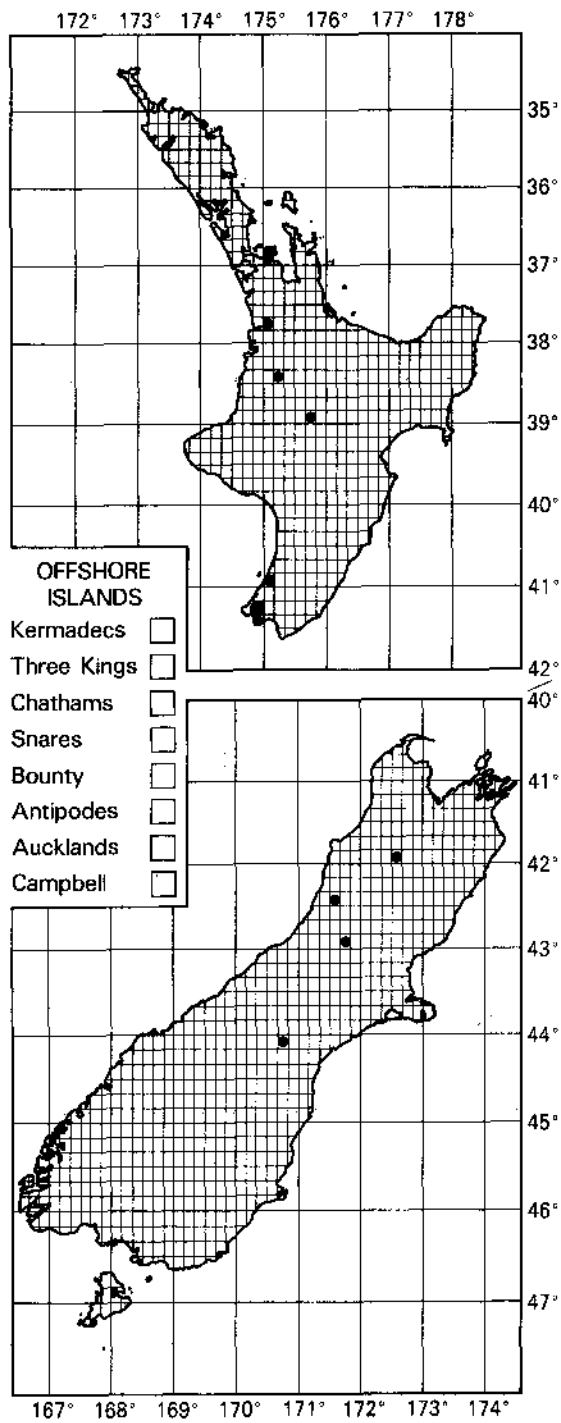 172° 173° 174° 175° 176° 177° 178°
35°
36°
37°
38°
39°
40°
41°
42°
OFFSHORE
ISLANDS
Kermadecs
Three Kings
Chathams
Snares
Bounty
Antipodes
Aucklands
Campbell
40°
41°
42°
43°
44°
45°
46°
47°
167° 168° 169° 170° 171° 172° 173° 174°